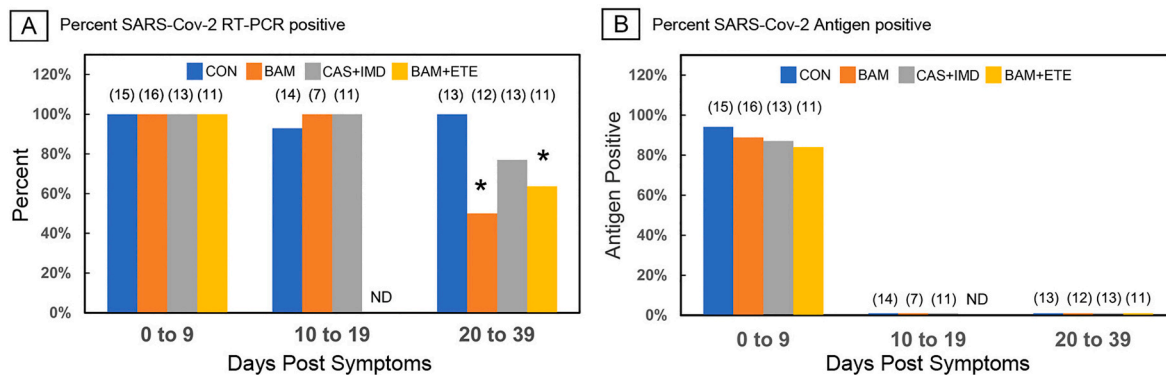 A Percent SARS-Cov-2 RT-PCR positive
120%
100%
80%
60%
40%
20%
0%
Percent
CON BAM CAS+IMD BAM+ETE
(15) (16) (13) (11)
(14) (7) (11)
(13) (12) (13) (11)
*
*
ND
0 to 9 10 to 19 20 to 39
Days Post Symptoms
B Percent SARS-Cov-2 Antigen positive
120%
100%
80%
60%
40%
20%
0%
Antigen Positive
CON BAM CAS+IMD BAM+ETE
(15) (16) (13) (11)
(14) (7) (11) ND
(13) (12) (13) (11)
0 to 9 10 to 19 20 to 39
Days Post Symptoms